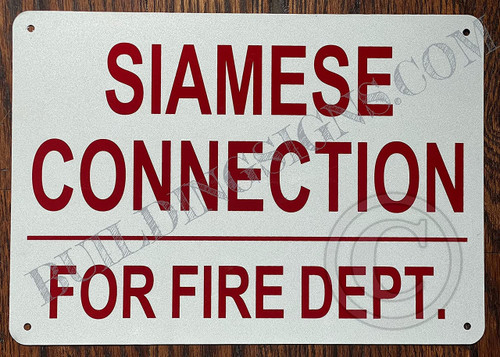 SIAMESE
CONNECTION
FOR FIRE DEPT.
BUILDINGSIGNS.COM
©